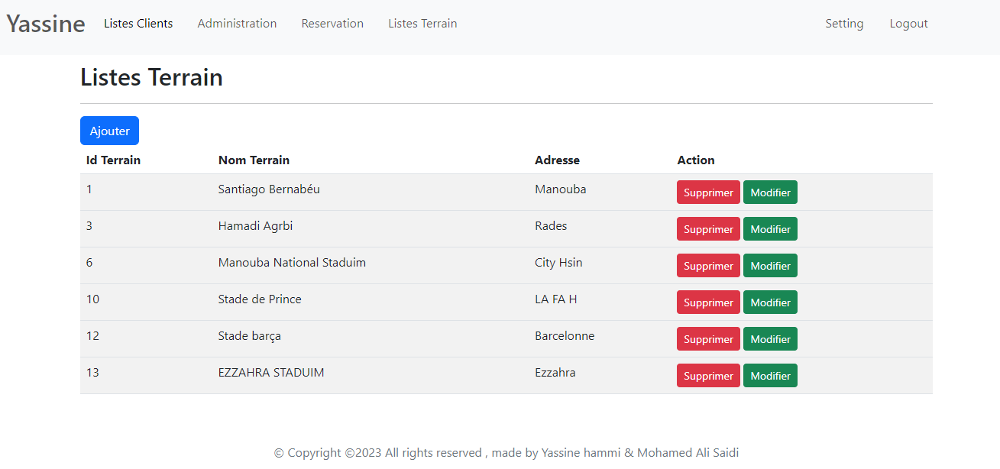 Yassine Listes Clients Administration Reservation Listes Terrain Setting Logout
Listes Terrain
Ajouter
Id Terrain Nom Terrain Adresse Action
1 Santiago Bernabéu Manouba Supprimer Modifier
3 Hamadi Agrbi Rades Supprimer Modifier
6 Manouba National Staduim City Hsin Supprimer Modifier
10 Stade de Prince LA FA H Supprimer Modifier
12 Stade barça Barcelonne Supprimer Modifier
13 EZZAHRA STADUIM Ezzahra Supprimer Modifier
© Copyright ©2023 All rights reserved , made by Yassine hammi & Mohamed Ali Saidi